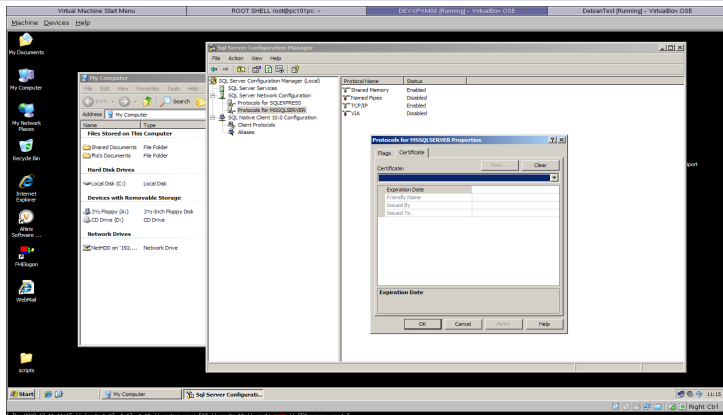 Virtual Machine Start Menu
ROOT SHELL root@pc101pc: ~
DEVXPVM08 [Running] - VirtualBox OSE
DebianTest [Running] - VirtualBox OSE
Machine Devices Help
My Documents
My Computer
My Network Places
Recycle Bin
Internet Explorer
Altiris Software ...
FHElogon
WebMail
scripts
My Computer
File Edit View Favorites Tools Help
Back
Search
Address
My Computer
Name Type
Files Stored on This Computer
Shared Documents File Folder
fhs's Documents File Folder
Hard Disk Drives
Local Disk (C:) Local Disk
Devices with Removable Storage
3½ Floppy (A:) 3½-Inch Floppy Disk
CD Drive (D:) CD Drive
Network Drives
NetHDD on '192.... Network Drive
Sql Server Configuration Manager
File Action View Help
SQL Server Configuration Manager (Local)
SQL Server Services
SQL Server Network Configuration
Protocols for SQLEXPRESS
Protocols for MSSQLSERVER
SQL Native Client 10.0 Configuration
Client Protocols
Aliases
Protocol Name Status
Shared Memory Enabled
Named Pipes Disabled
TCP/IP Enabled
VIA Disabled
Protocols for MSSQLSERVER Properties
Flags Certificate
Certificate:
View...
Clear
Expiration Date
Friendly Name
Issued By
Issued To
Expiration Date
OK Cancel Apply Help
Start
My Computer
Sql Server Configurati...
11:15
Right Ctrl